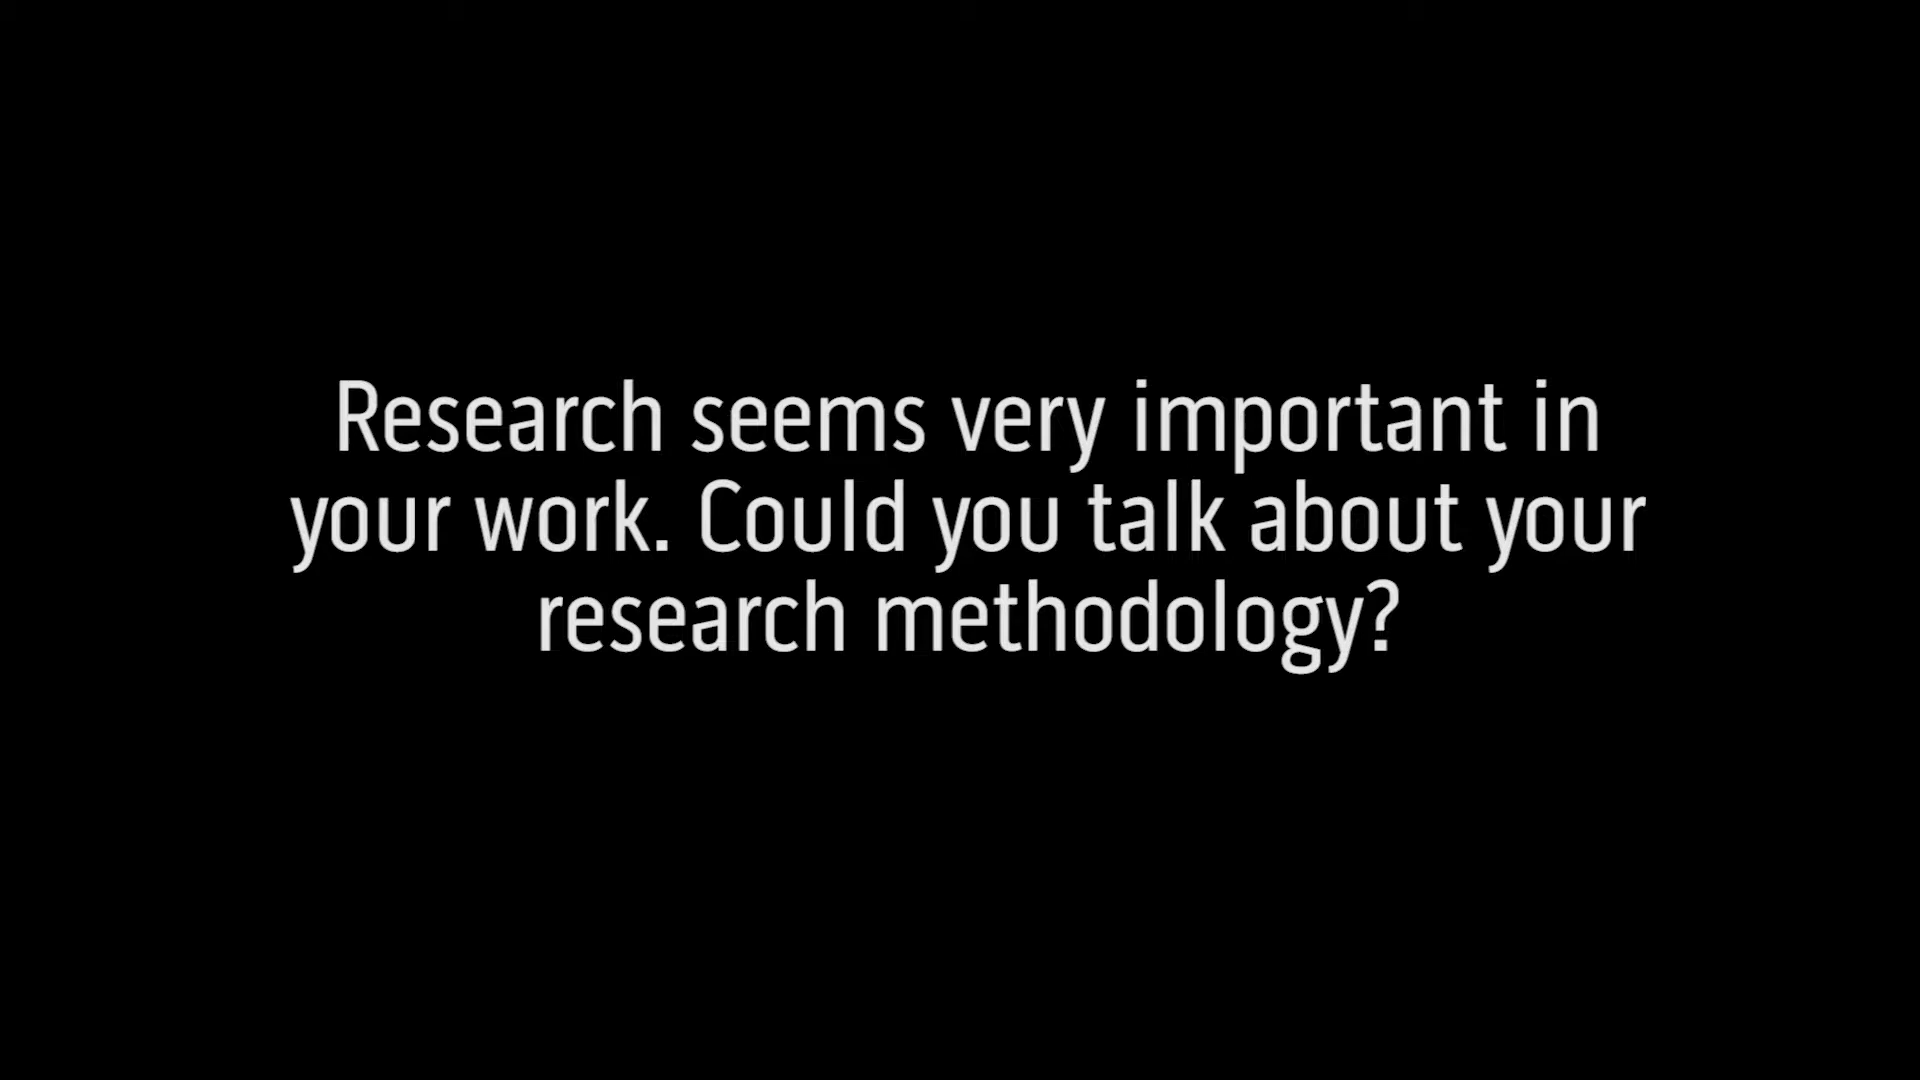 Research seems very important in
your work. Could you talk about your
research methodology?